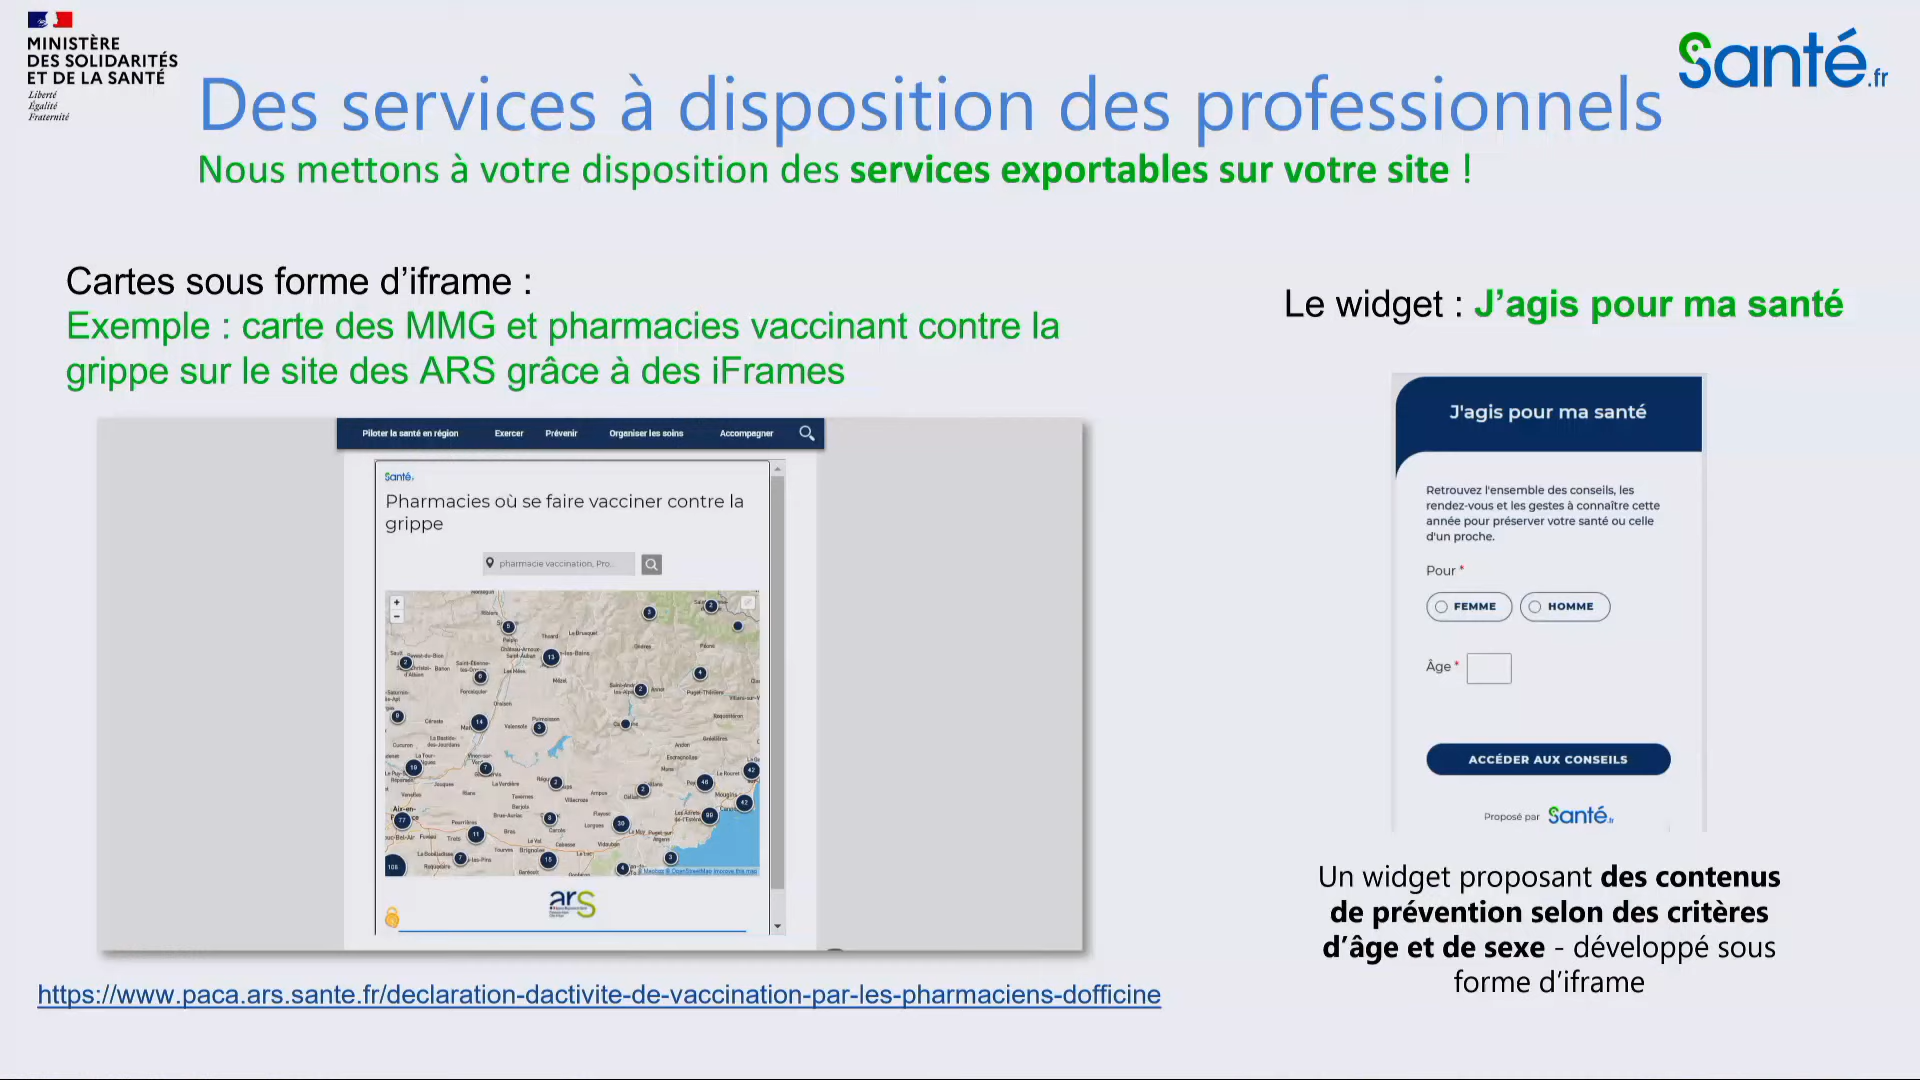 MINISTÈRE
DES SOLIDARITÉS
ET DE LA SANTÉ
Liberté
Égalité
Fraternité
Santé.fr
Des services à disposition des professionnels
Nous mettons à votre disposition des services exportables sur votre site !
Cartes sous forme d’iframe :
Exemple : carte des MMG et pharmacies vaccinant contre la
grippe sur le site des ARS grâce à des iFrames
Piloter la santé en région Exercer Prévenir Organiser les soins Accompagner
Santé
Pharmacies où se faire vacciner contre la
grippe
pharmacie vaccination, Pro...
ars
https://www.paca.ars.sante.fr/declaration-dactivite-de-vaccination-par-les-pharmaciens-dofficine
Le widget : J’agis pour ma santé
J'agis pour ma santé
Retrouvez l'ensemble des conseils, les
rendez-vous et les gestes à connaître cette
année pour préserver votre santé ou celle
d'un proche.
Pour *
FEMME HOMME
Âge *
ACCÉDER AUX CONSEILS
Proposé par Santé.fr
Un widget proposant des contenus
de prévention selon des critères
d’âge et de sexe - développé sous
forme d’iframe